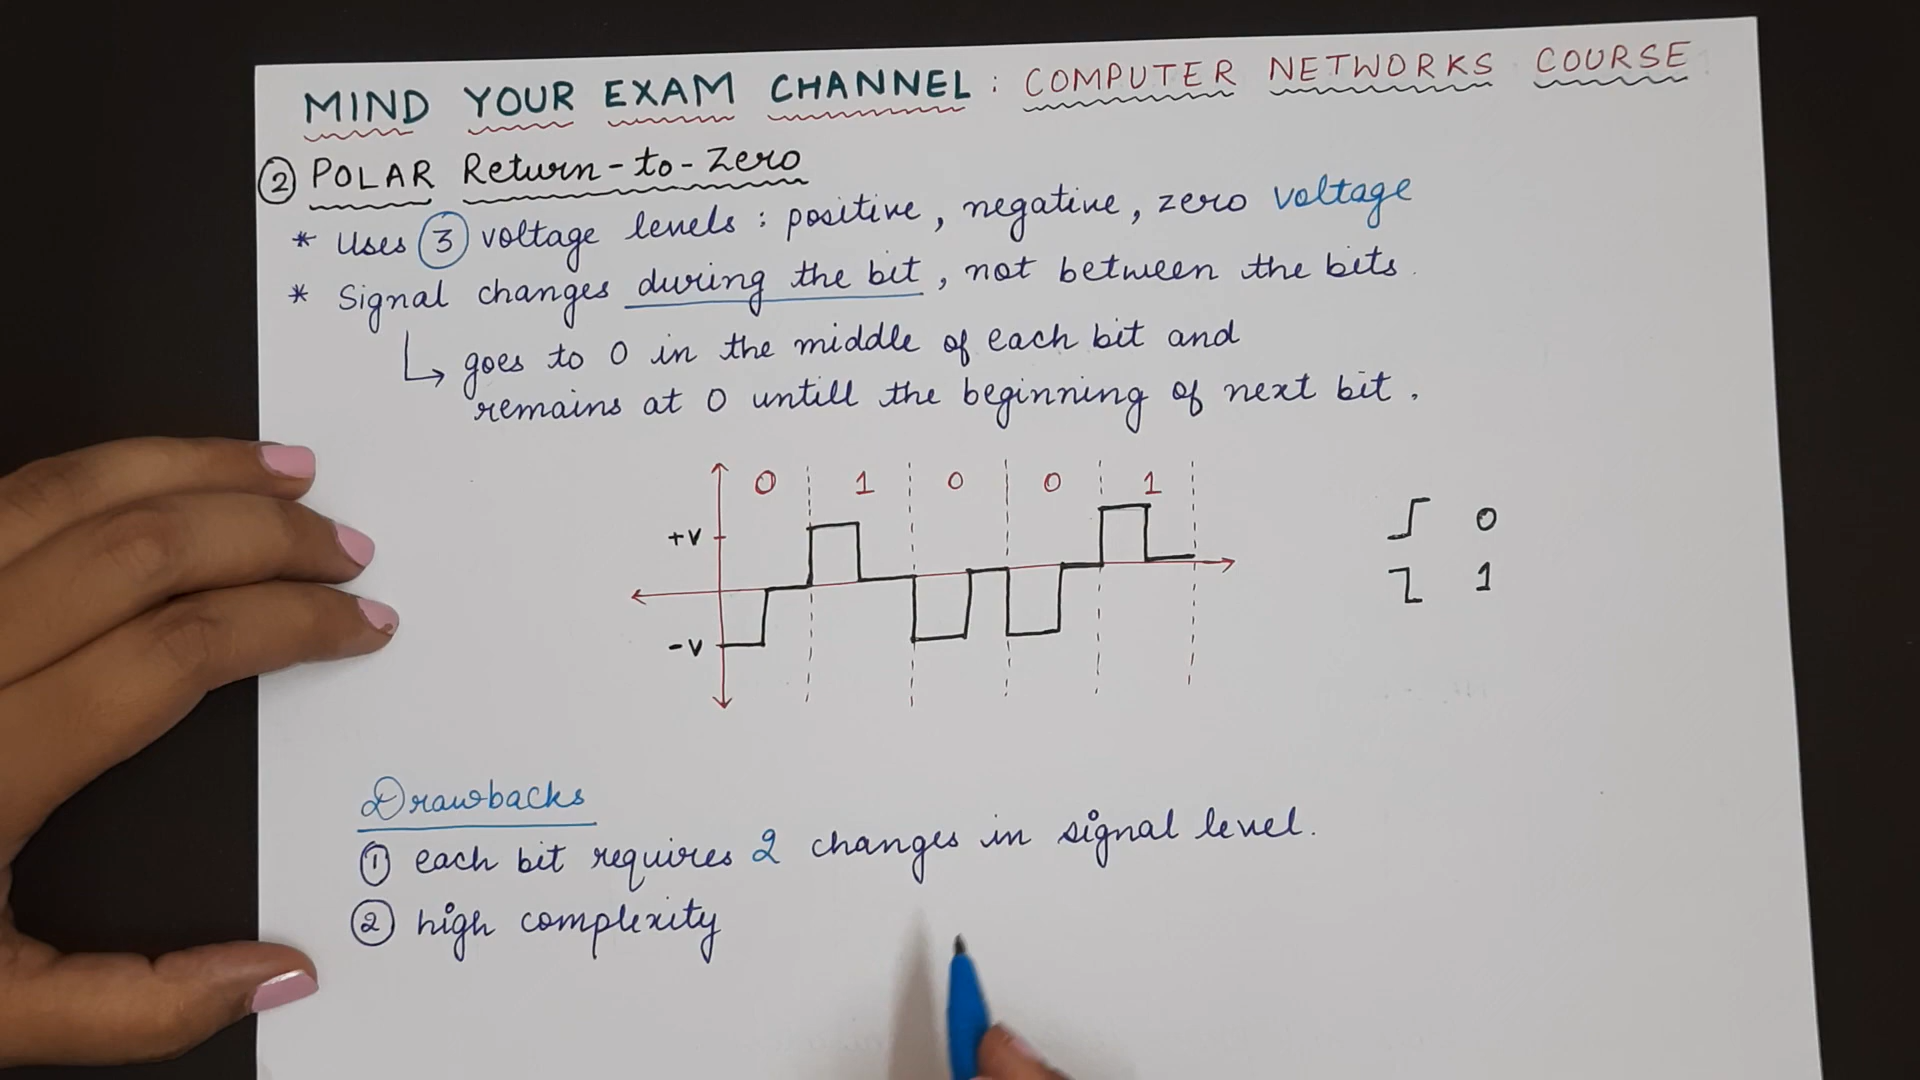 MIND YOUR EXAM CHANNEL : COMPUTER NETWORKS COURSE
② POLAR Return-to-Zero
* Uses ③ voltage levels : positive, negative, zero voltage
* Signal changes during the bit, not between the bits.
↳ goes to 0 in the middle of each bit and
remains at 0 untill the beginning of next bit.
0 1 0 0 1
+V
-V
0
1
Drawbacks
① each bit requires 2 changes in signal level.
② high complexity